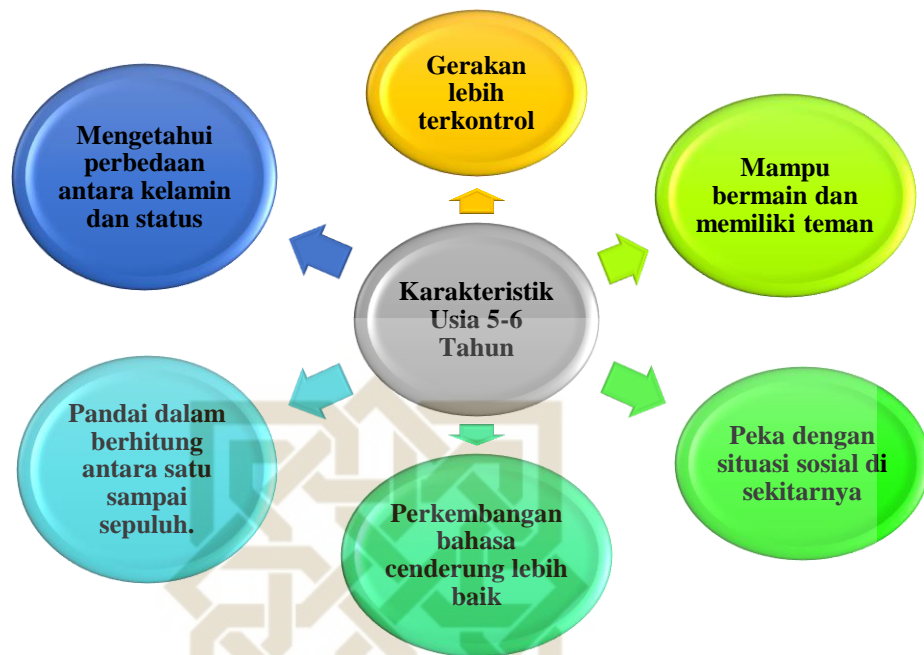 Gerakan
lebih
terkontrol
Mengetahui
perbedaan
antara kelamin
dan status
Mampu
bermain dan
memiliki teman
Karakteristik
Usia 5-6
Tahun
Pandai dalam
berhitung
antara satu
sampai
sepuluh.
Peka dengan
situasi sosial di
sekitarnya
Perkembangan
bahasa
cenderung lebih
baik